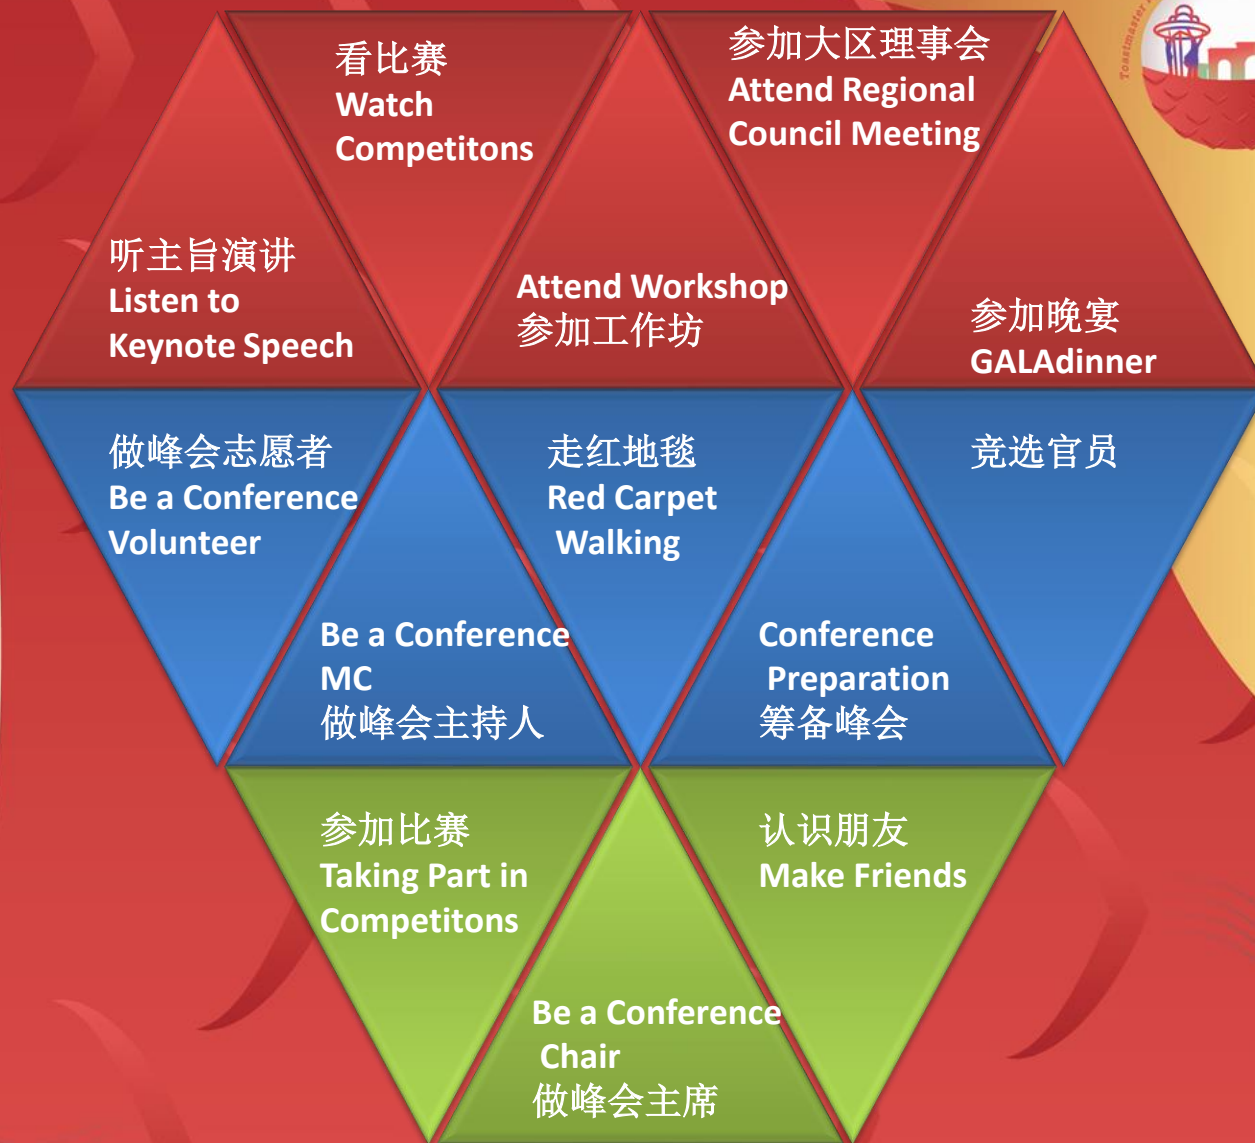 看比赛
Watch
Competitons
参加大区理事会
Attend Regional
Council Meeting
听主旨演讲
Listen to
Keynote Speech
Attend Workshop
参加工作坊
参加晚宴
GALAdinner
做峰会志愿者
Be a Conference
Volunteer
走红地毯
Red Carpet
Walking
竞选官员
Be a Conference
MC
做峰会主持人
Conference
Preparation
筹备峰会
参加比赛
Taking Part in
Competitons
认识朋友
Make Friends
Be a Conference
Chair
做峰会主席
Toastmaster